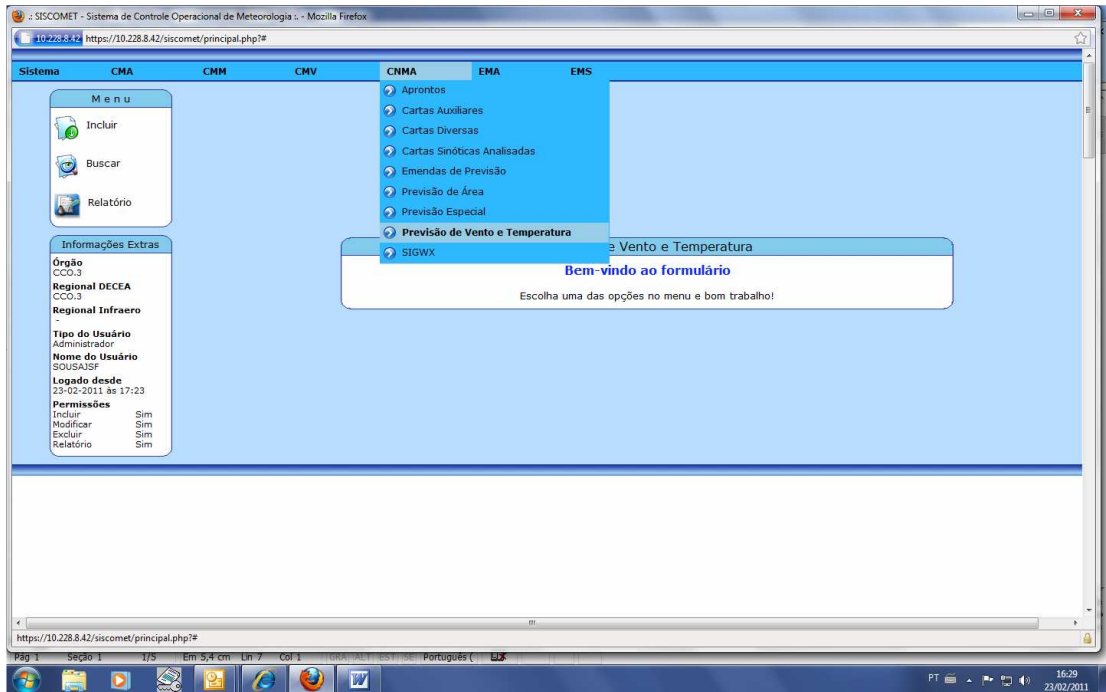 .: SISCOMET - Sistema de Controle Operacional de Meteorologia :. - Mozilla Firefox
10.228.8.42 https://10.228.8.42/siscomet/principal.php?#
Sistema CMA CMM CMV CNMA EMA EMS
Menu
Incluir
Buscar
Relatório
Informações Extras
Órgão
CCO.3
Regional DECEA
CCO.3
Regional Infraero
-
Tipo do Usuário
Administrador
Nome do Usuário
SOUSAJSF
Logado desde
23-02-2011 às 17:23
Permissões
Incluir Sim
Modificar Sim
Excluir Sim
Relatório Sim
Aprontos
Cartas Auxiliares
Cartas Diversas
Cartas Sinóticas Analisadas
Emendas de Previsão
Previsão de Área
Previsão Especial
Previsão de Vento e Temperatura
SIGWX
e Vento e Temperatura
Bem-vindo ao formulário
Escolha uma das opções no menu e bom trabalho!
https://10.228.8.42/siscomet/principal.php?#
Pág 1 Seção 1 1/5 Em 5,4 cm Lin 7 Col 1 GRA ALT EST SE Português (
PT
16:29
23/02/2011